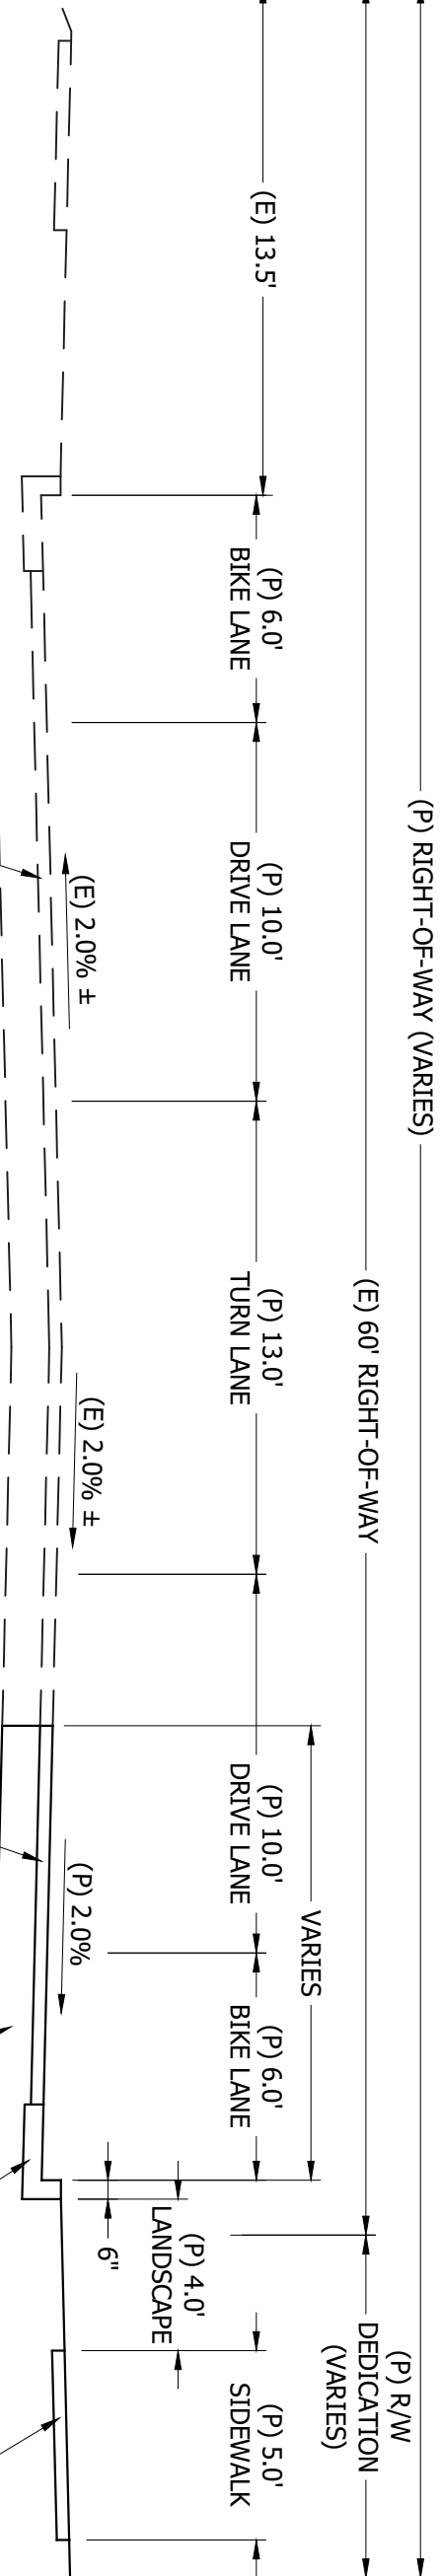 (P) RIGHT-OF-WAY (VARIES)
(E) 60' RIGHT-OF-WAY
(P) R/W
DEDICATION
(VARIES)
VARIES
(E) 13.5'
(P) 6.0'
BIKE LANE
(P) 10.0'
DRIVE LANE
(P) 13.0'
TURN LANE
(P) 10.0'
DRIVE LANE
(P) 6.0'
BIKE LANE
(P) 4.0'
LANDSCAPE
(P) 5.0'
SIDEWALK
6"
(E) 2.0% ±
(E) 2.0% ±
(P) 2.0%